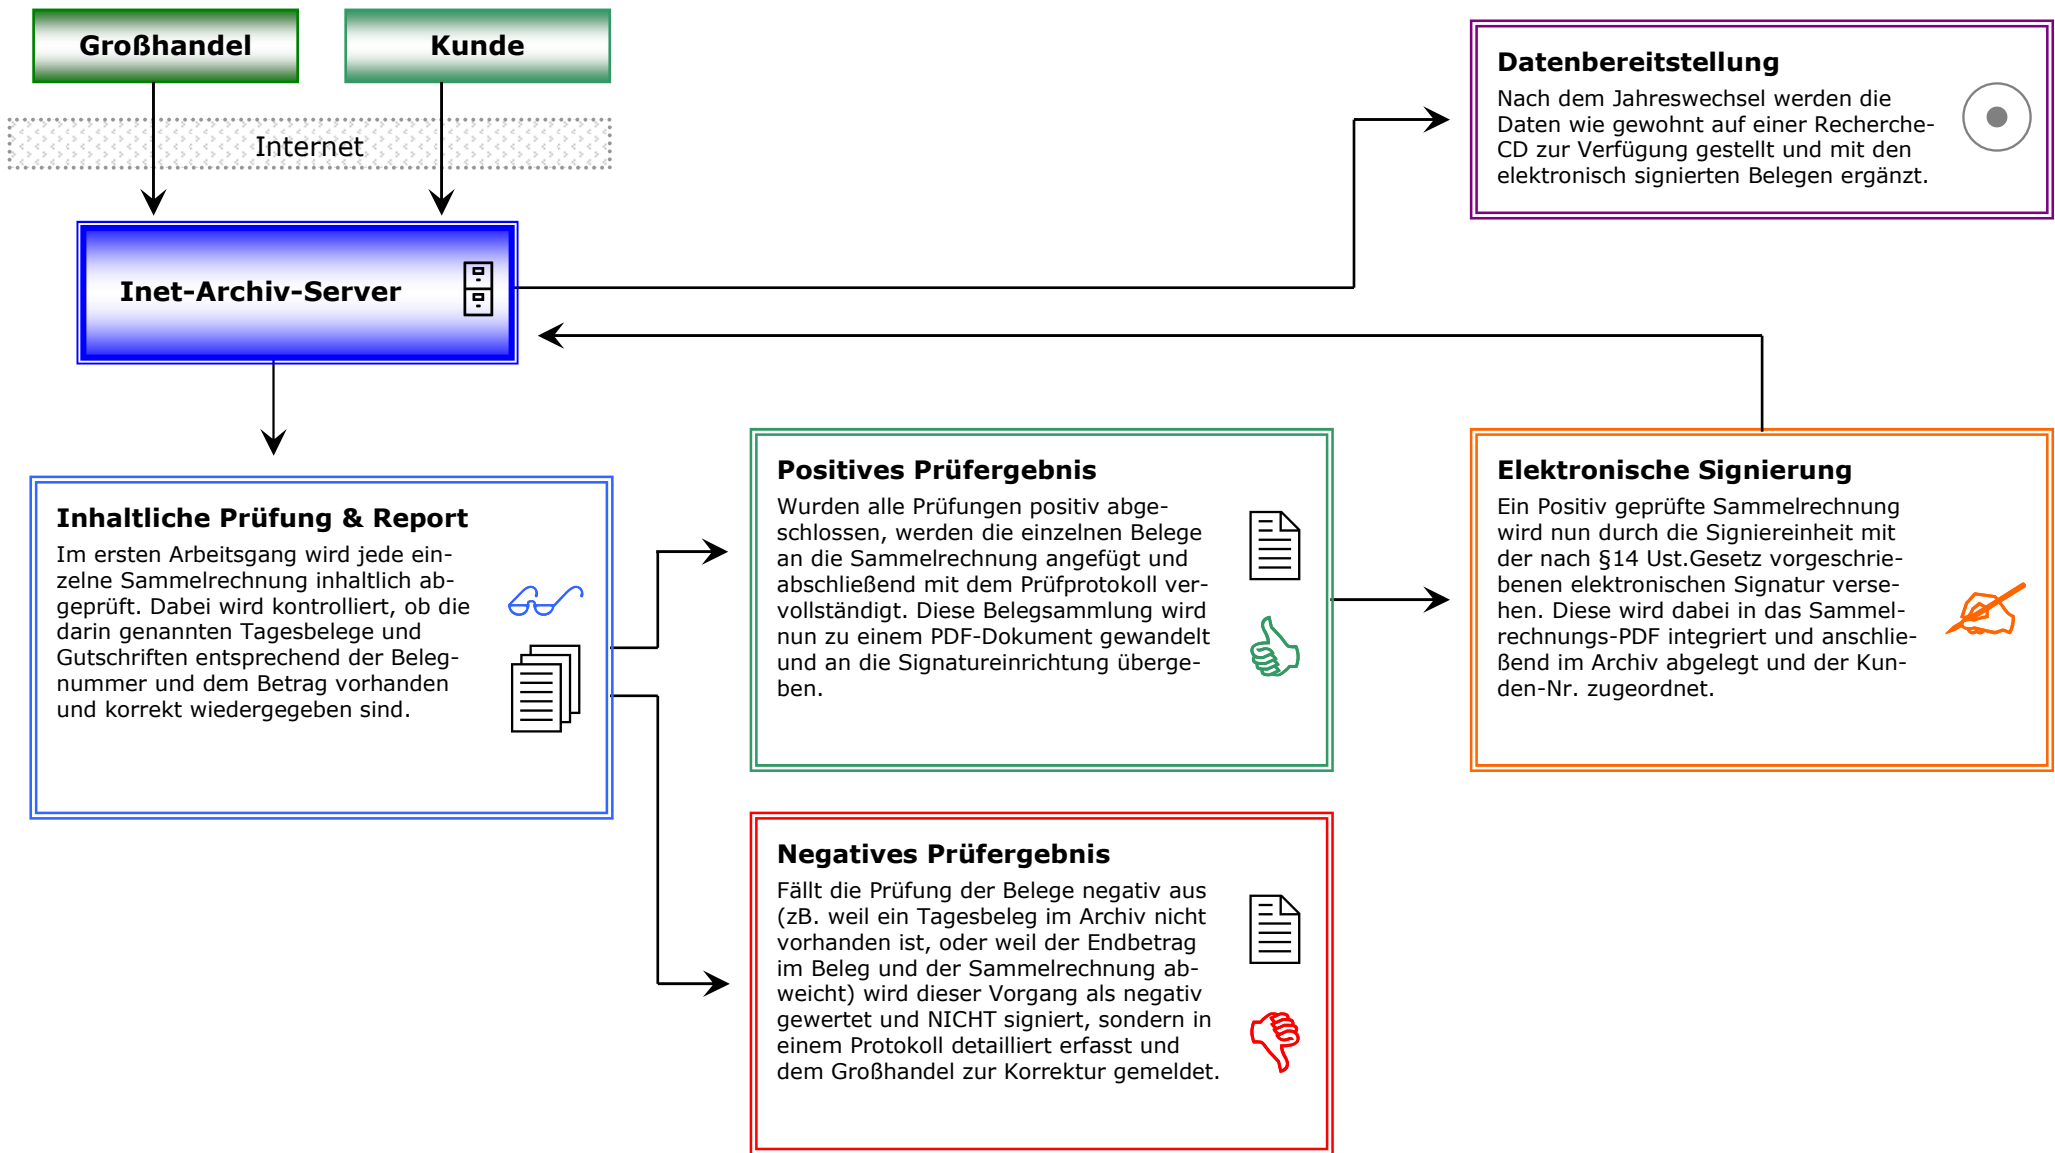 Großhandel
Kunde
Internet
Inet-Archiv-Server
Datenbereitstellung
Nach dem Jahreswechsel werden die
Daten wie gewohnt auf einer Recherche-
CD zur Verfügung gestellt und mit den
elektronisch signierten Belegen ergänzt.
Inhaltliche Prüfung & Report
Im ersten Arbeitsgang wird jede ein-
zelne Sammelrechnung inhaltlich ab-
geprüft. Dabei wird kontrolliert, ob die
darin genannten Tagesbelege und
Gutschriften entsprechend der Beleg-
nummer und dem Betrag vorhanden
und korrekt wiedergegeben sind.
Positives Prüfergebnis
Wurden alle Prüfungen positiv abge-
schlossen, werden die einzelnen Belege
an die Sammelrechnung angefügt und
abschließend mit dem Prüfprotokoll ver-
vollständigt. Diese Belegsammlung wird
nun zu einem PDF-Dokument gewandelt
und an die Signatureinrichtung überge-
ben.
Elektronische Signierung
Ein Positiv geprüfte Sammelrechnung
wird nun durch die Signiereinheit mit
der nach §14 Ust.Gesetz vorgeschrie-
benen elektronischen Signatur verse-
hen. Diese wird dabei in das Sammel-
rechnungs-PDF integriert und anschlie-
ßend im Archiv abgelegt und der Kun-
den-Nr. zugeordnet.
Negatives Prüfergebnis
Fällt die Prüfung der Belege negativ aus
(zB. weil ein Tagesbeleg im Archiv nicht
vorhanden ist, oder weil der Endbetrag
im Beleg und der Sammelrechnung ab-
weicht) wird dieser Vorgang als negativ
gewertet und NICHT signiert, sondern in
einem Protokoll detailliert erfasst und
dem Großhandel zur Korrektur gemeldet.